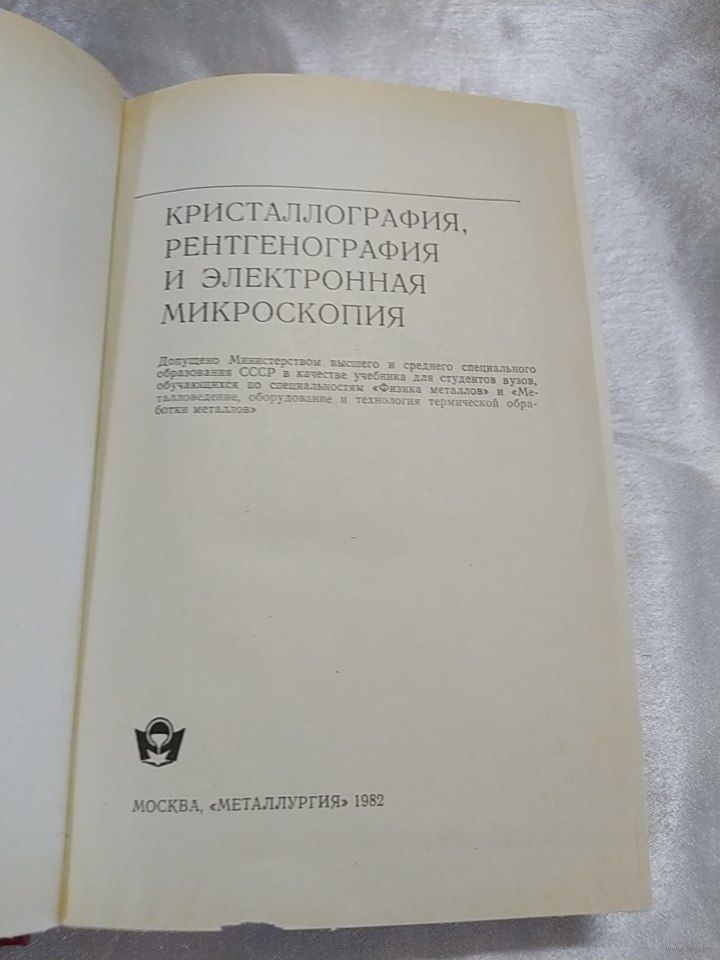 КРИСТАЛЛОГРАФИЯ,
РЕНТГЕНОГРАФИЯ
И ЭЛЕКТРОННАЯ
МИКРОСКОПИЯ
Допущено Министерством высшего и среднего специального
образования СССР в качестве учебника для студентов вузов,
обучающихся по специальностям «Физика металлов» и «Ме-
талловедение, оборудование и технология термической обра-
ботки металлов»
МОСКВА, «МЕТАЛЛУРГИЯ» 1982